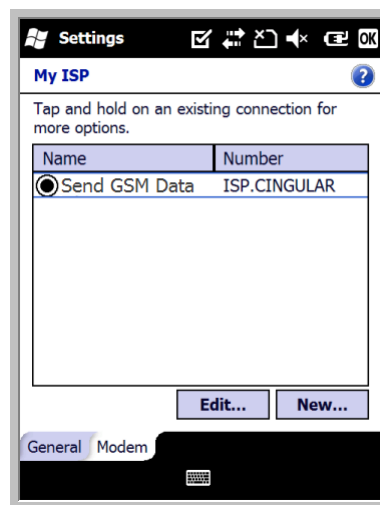 Settings
OK
My ISP
?
Tap and hold on an existing connection for
more options.
Name Number
Send GSM Data ISP.CINGULAR
Edit... New...
General Modem